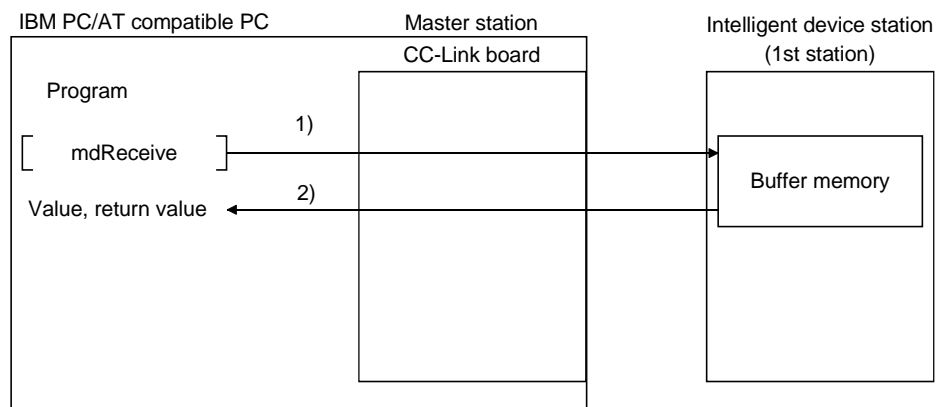 IBM PC/AT compatible PC
Master station
Intelligent device station
(1st station)
CC-Link board
Program
1)
mdReceive
Buffer memory
2)
Value, return value